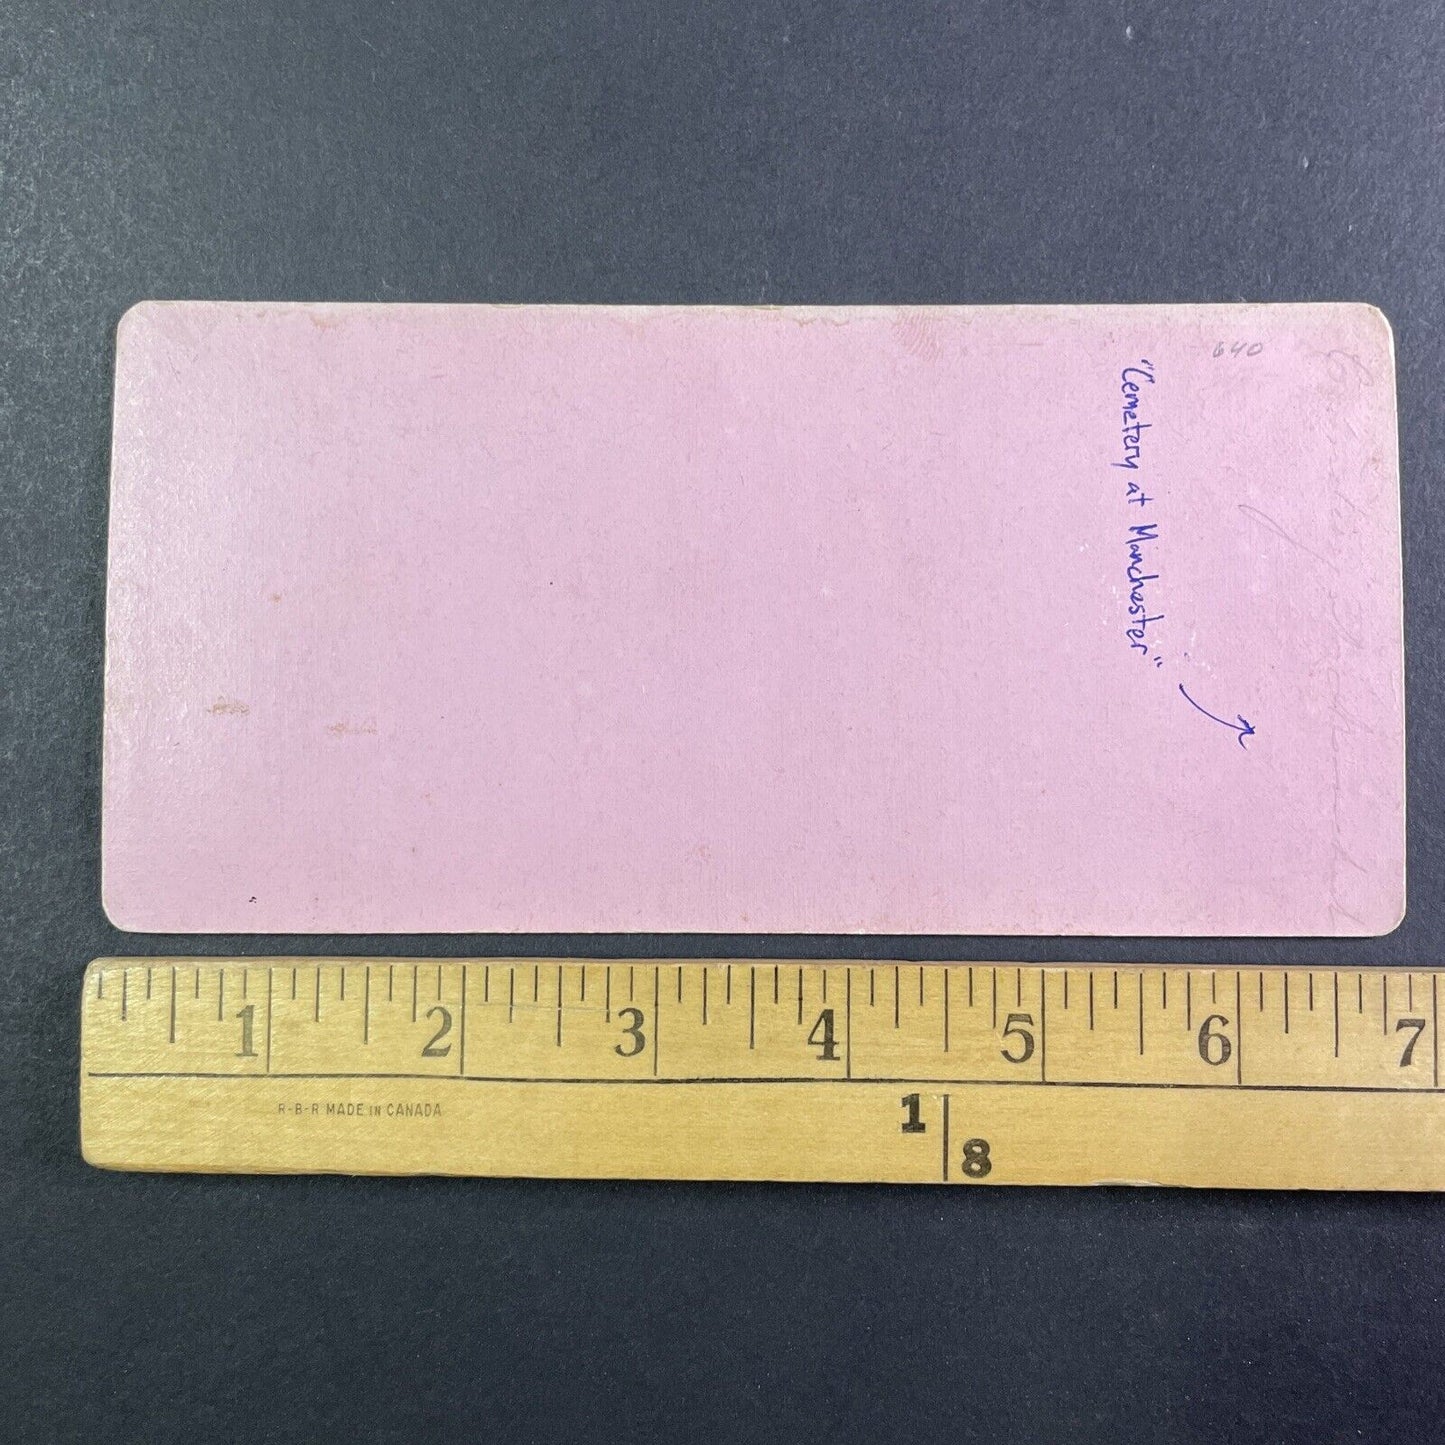 640
"Cemetery at Manchester"
1 2 3 4 5 6 7
R-B-R MADE IN CANADA
1
8